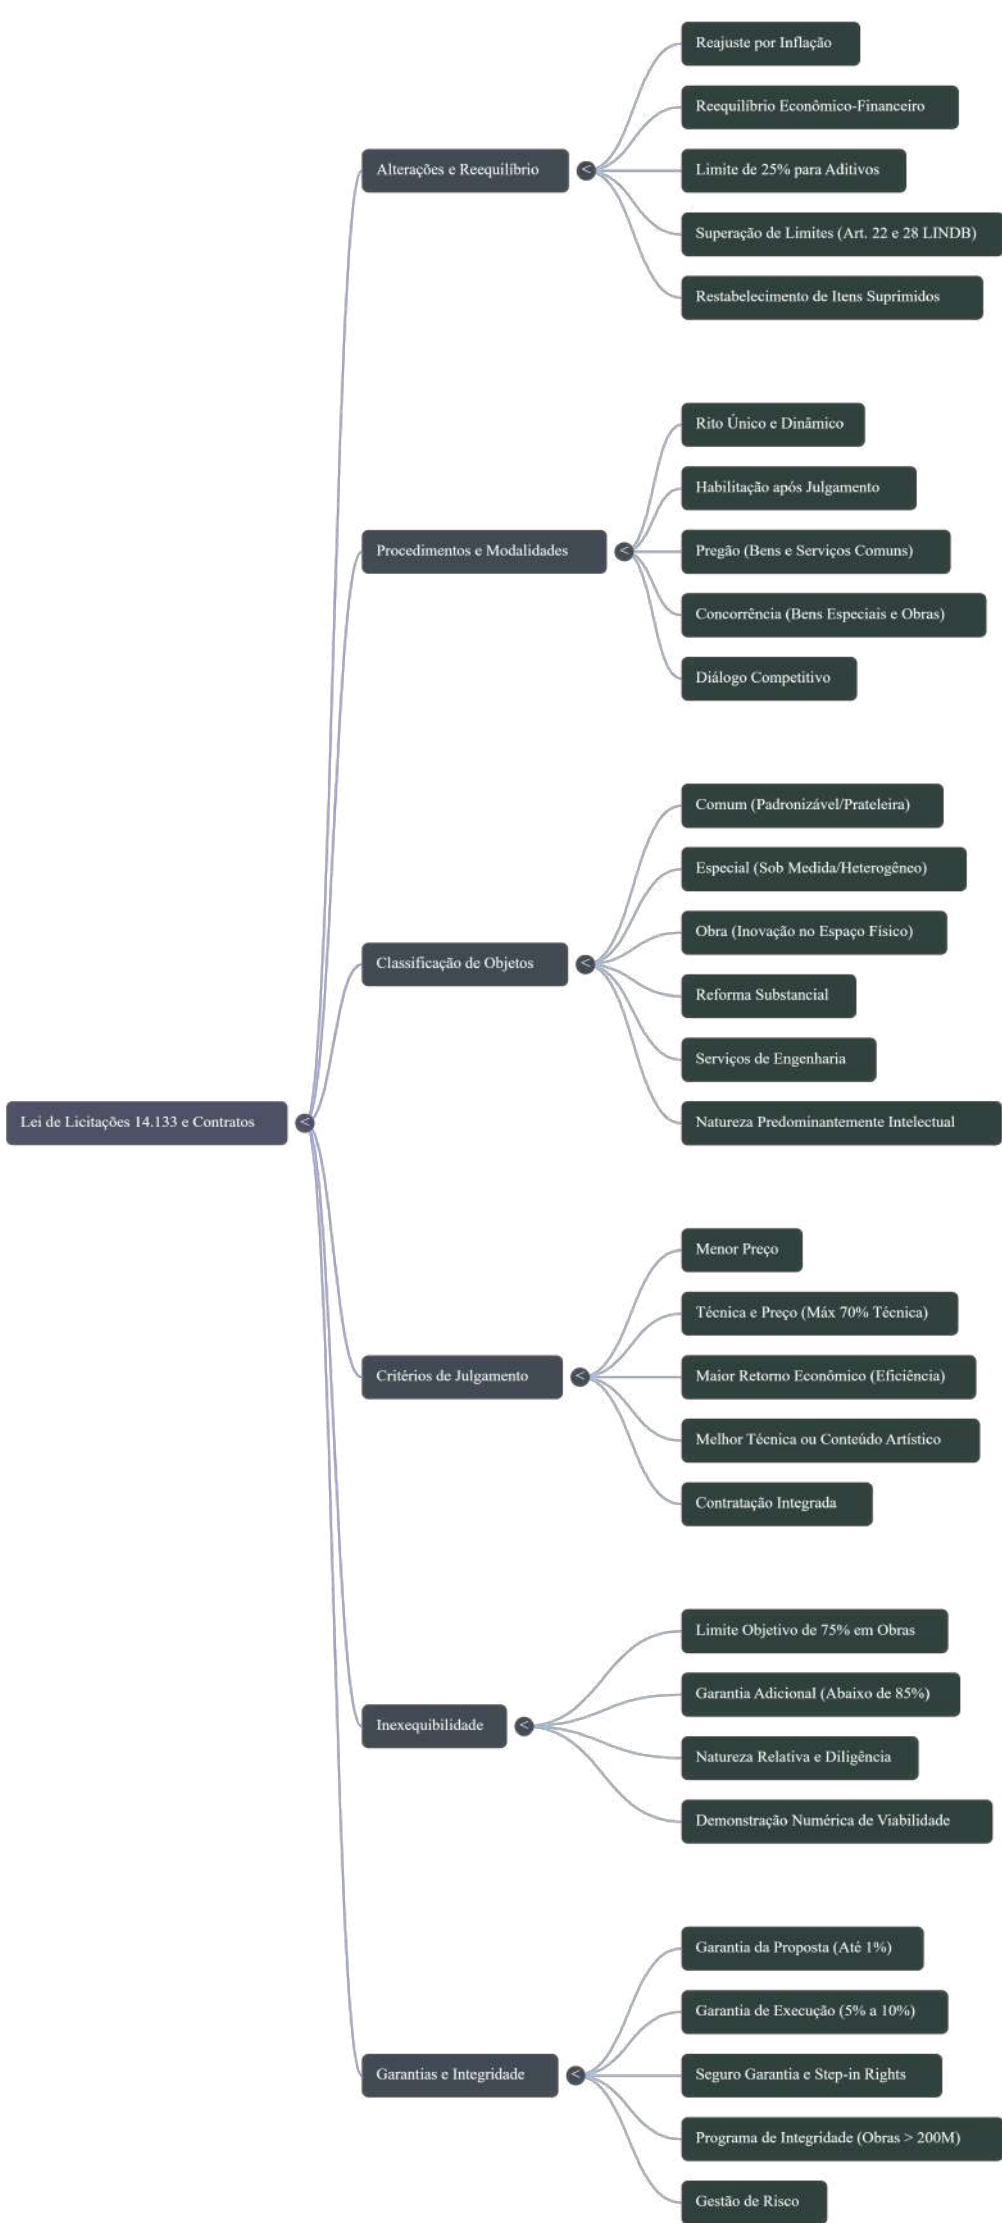 Lei de Licitações 14.133 e Contratos
Alterações e Reequilíbrio
Reajuste por Inflação
Reequilíbrio Econômico-Financeiro
Limite de 25% para Aditivos
Superação de Limites (Art. 22 e 28 LINDB)
Restabelecimento de Itens Suprimidos
Procedimentos e Modalidades
Rito Único e Dinâmico
Habilitação após Julgamento
Pregão (Bens e Serviços Comuns)
Concorrência (Bens Especiais e Obras)
Diálogo Competitivo
Classificação de Objetos
Comum (Padronizável/Prateleira)
Especial (Sob Medida/Heterogêneo)
Obra (Inovação no Espaço Físico)
Reforma Substancial
Serviços de Engenharia
Natureza Predominantemente Intelectual
Critérios de Julgamento
Menor Preço
Técnica e Preço (Máx 70% Técnica)
Maior Retorno Econômico (Eficiência)
Melhor Técnica ou Conteúdo Artístico
Contratação Integrada
Inexequibilidade
Limite Objetivo de 75% em Obras
Garantia Adicional (Abaixo de 85%)
Natureza Relativa e Diligência
Demonstração Numérica de Viabilidade
Garantias e Integridade
Garantia da Proposta (Até 1%)
Garantia de Execução (5% a 10%)
Seguro Garantia e Step-in Rights
Programa de Integridade (Obras > 200M)
Gestão de Risco